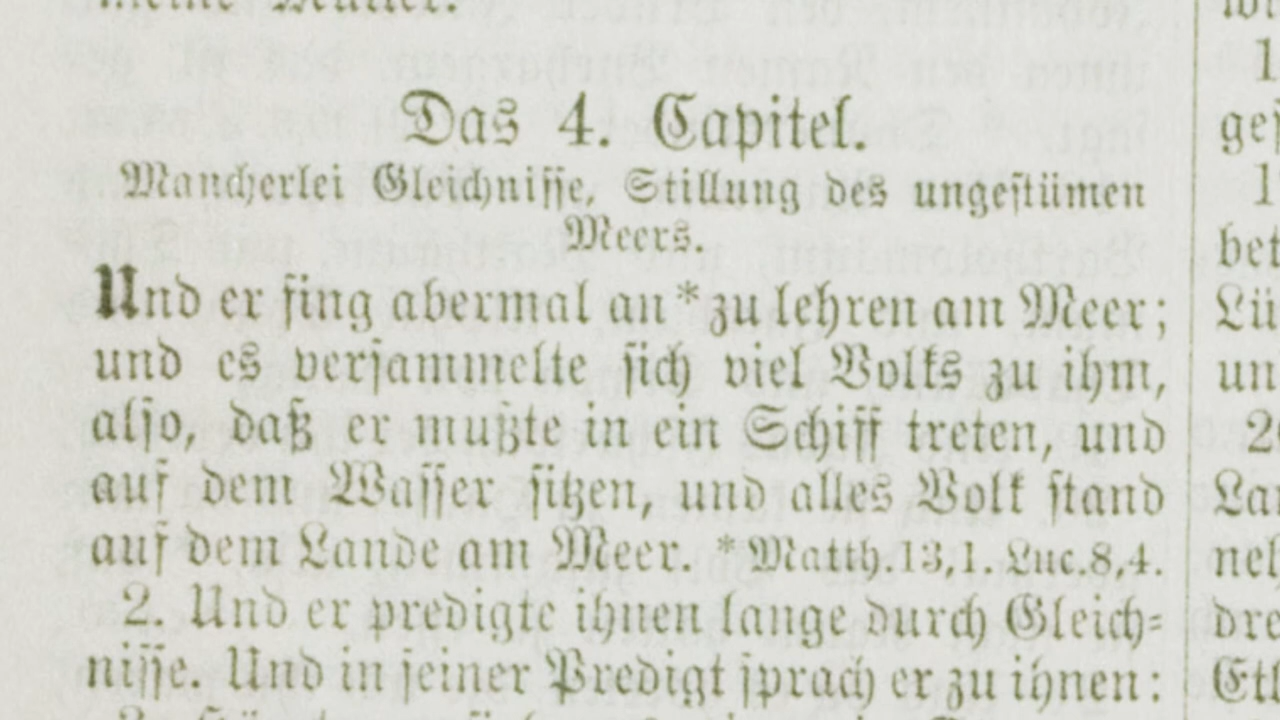 Das 4. Capitel.
Mancherlei Gleichnisse, Stillung des ungestümen
Meers.
Und er fing abermal an * zu lehren am Meer;
und es versammelte sich viel Volks zu ihm,
also, daß er mußte in ein Schiff treten, und
auf dem Wasser sitzen, und alles Volk stand
auf dem Lande am Meer. * Matth.13,1. Luc.8,4.
2. Und er predigte ihnen lange durch Gleich-
nisse. Und in seiner Predigt sprach er zu ihnen: